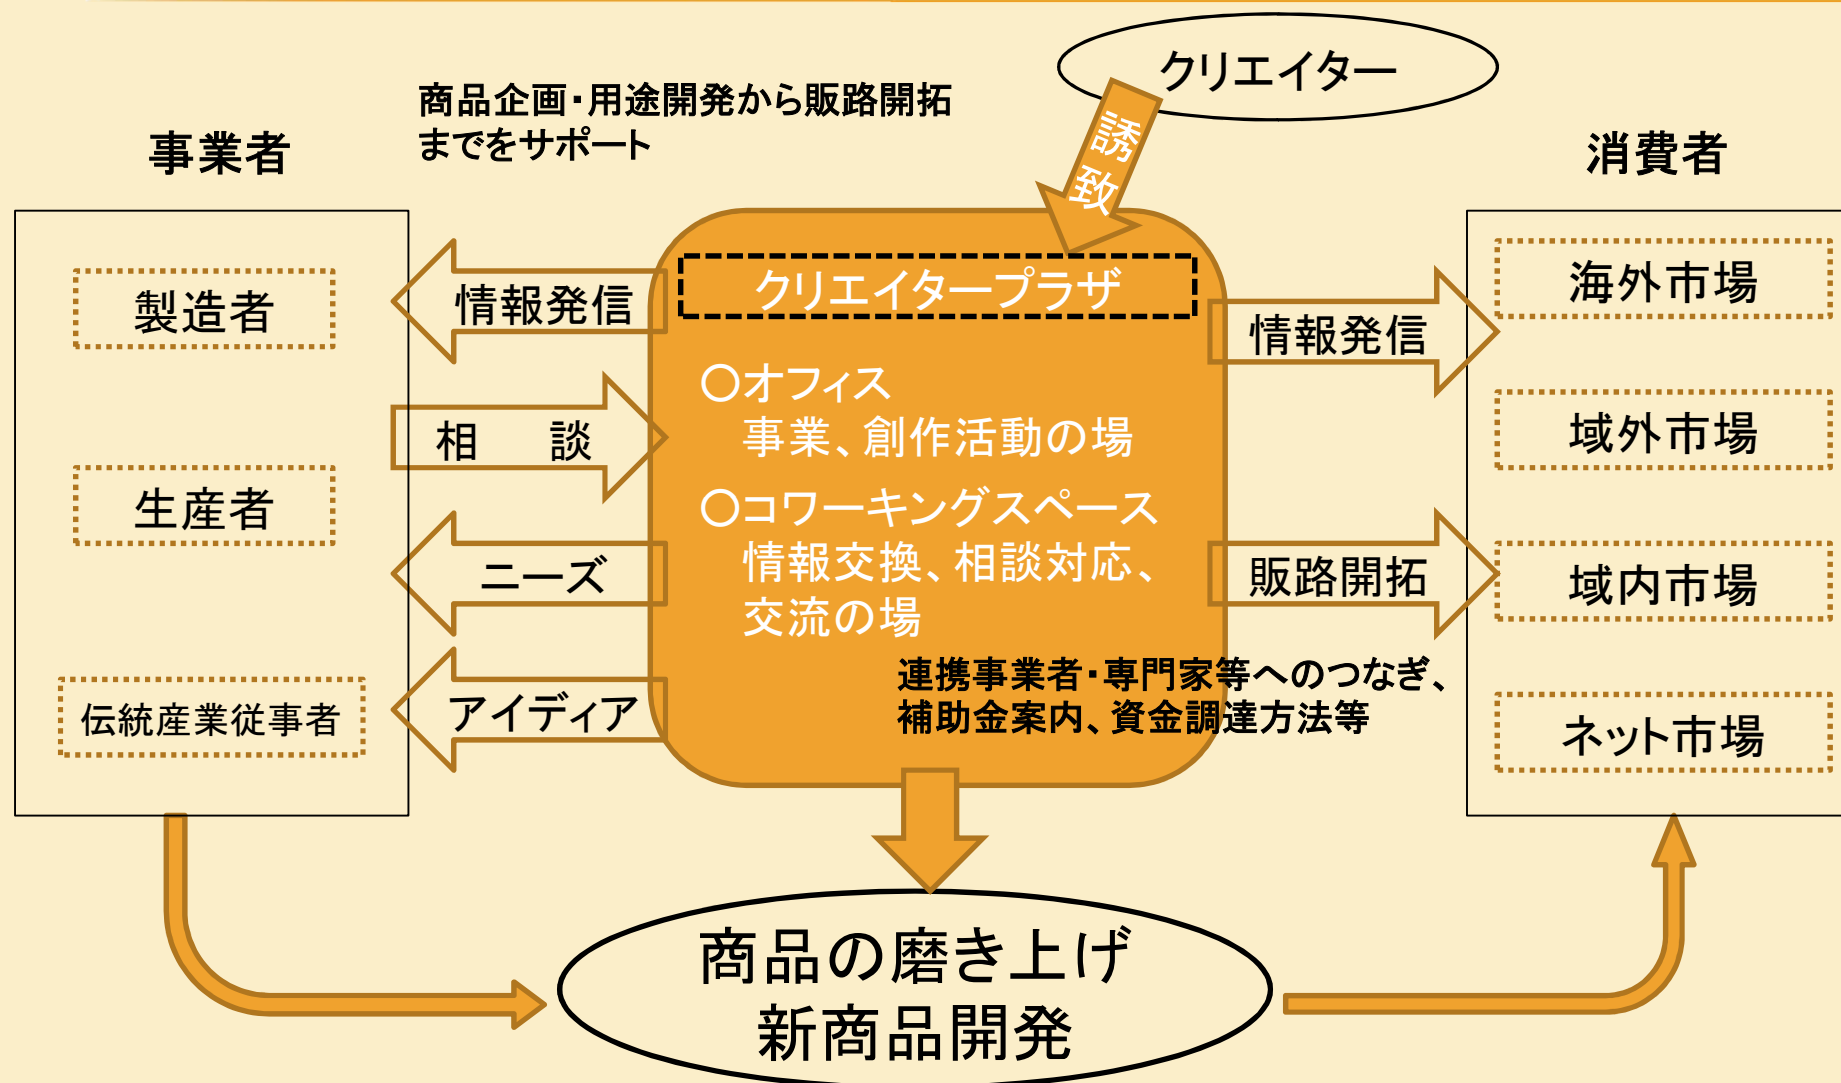 クリエイター
誘致
商品企画・用途開発から販路開拓
までをサポート
事業者
消費者
製造者
生産者
伝統産業従事者
情報発信
相　談
ニーズ
アイディア
クリエイタープラザ
○オフィス
事業、創作活動の場
○コワーキングスペース
情報交換、相談対応、
交流の場
連携事業者・専門家等へのつなぎ、
補助金案内、資金調達方法等
情報発信
販路開拓
海外市場
域外市場
域内市場
ネット市場
商品の磨き上げ
新商品開発